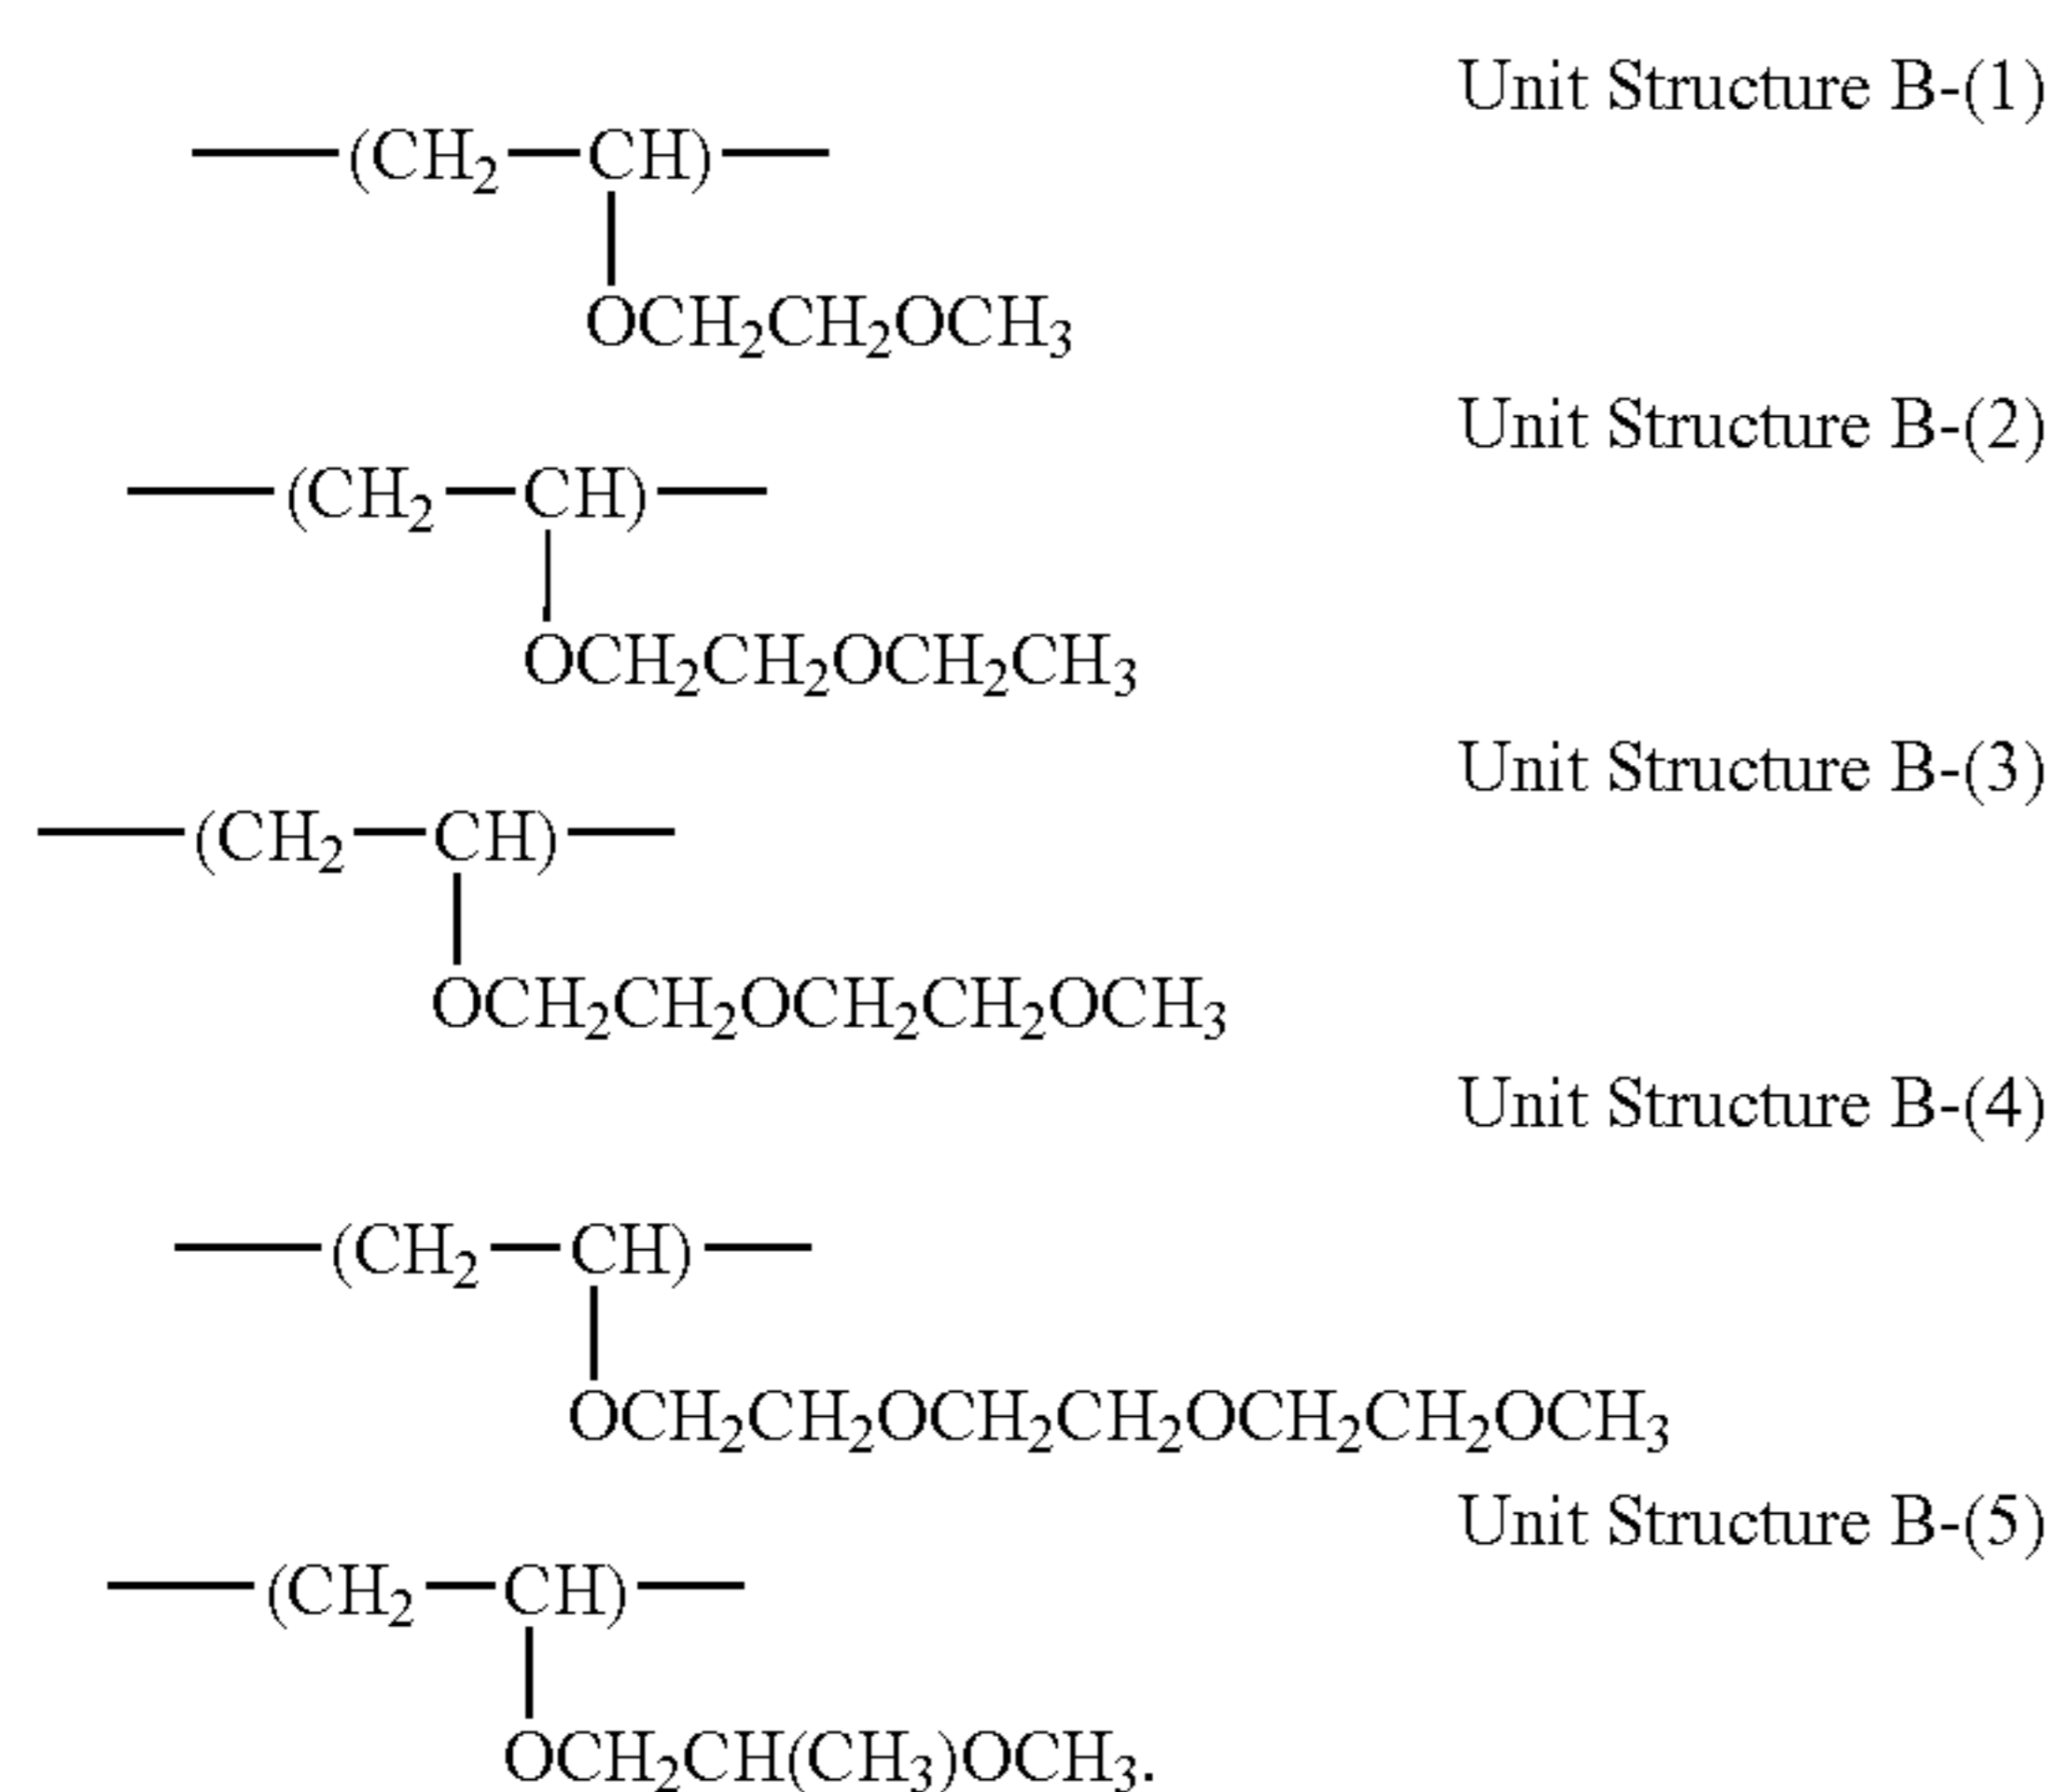 Unit Structure B-(1)
—(CH₂—CH)—
OCH₂CH₂OCH₃
Unit Structure B-(2)
—(CH₂—CH)—
OCH₂CH₂OCH₂CH₃
Unit Structure B-(3)
—(CH₂—CH)—
OCH₂CH₂OCH₂CH₂OCH₃
Unit Structure B-(4)
—(CH₂—CH)—
OCH₂CH₂OCH₂CH₂OCH₂CH₂OCH₃
Unit Structure B-(5)
—(CH₂—CH)—
OCH₂CH(CH₃)OCH₃.